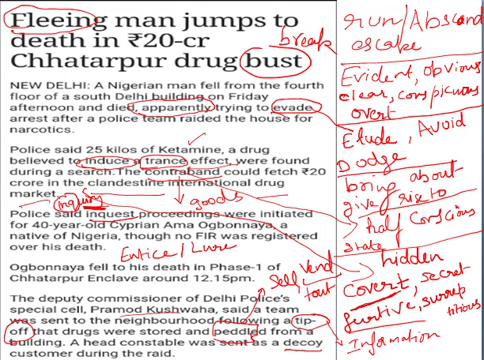 Fleeing man jumps to
death in ₹20-cr
Chhatarpur drug bust
break
NEW DELHI: A Nigerian man fell from the fourth
floor of a south Delhi building on Friday
afternoon and died, apparently trying to evade
arrest after a police team raided the house for
narcotics.
Police said 25 kilos of Ketamine, a drug
believed to induce a trance effect, were found
during a search. The contraband could fetch ₹20
crore in the clandestine international drug
market.
goods
inquiring
Police said inquest proceedings were initiated
for 40-year-old Cyprian Ama Ogbonnaya, a
native of Nigeria, though no FIR was registered
over his death.
Entice / Lure
Ogbonnaya fell to his death in Phase-1 of
Chhatarpur Enclave around 12.15pm.
The deputy commissioner of Delhi Police's
special cell, Pramod Kushwaha, said a team
was sent to the neighbourhood following a tip-
off that drugs were stored and peddled from a
building. A head constable was sent as a decoy
customer during the raid.
run/Abscond
escape
Evident, obvious
clear, conspicuous
overt
Elude, Avoid
Dodge
bring about
give rise to
half conscious
state
hidden
covert, secret
furtive, surrep
titious
Sell, Vend
tout
Information